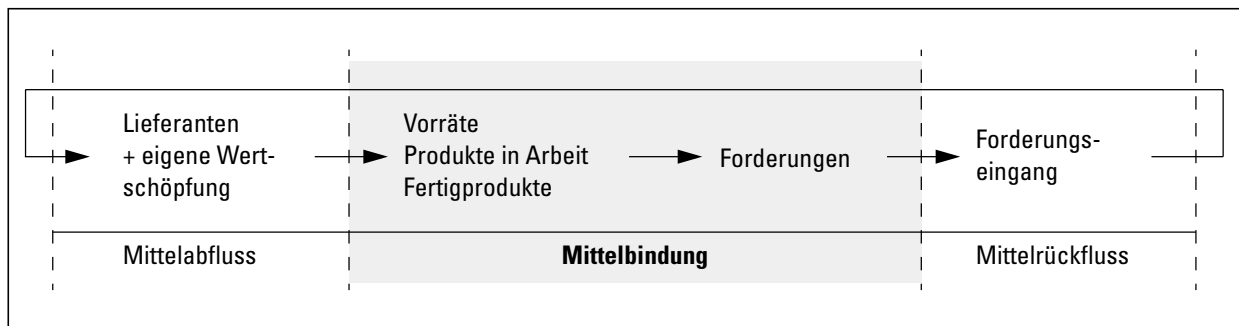 Lieferanten
+ eigene Wert-
schöpfung
Vorräte
Produkte in Arbeit
Fertigprodukte
Forderungen
Forderungs-
eingang
Mittelabfluss
Mittelbindung
Mittelrückfluss